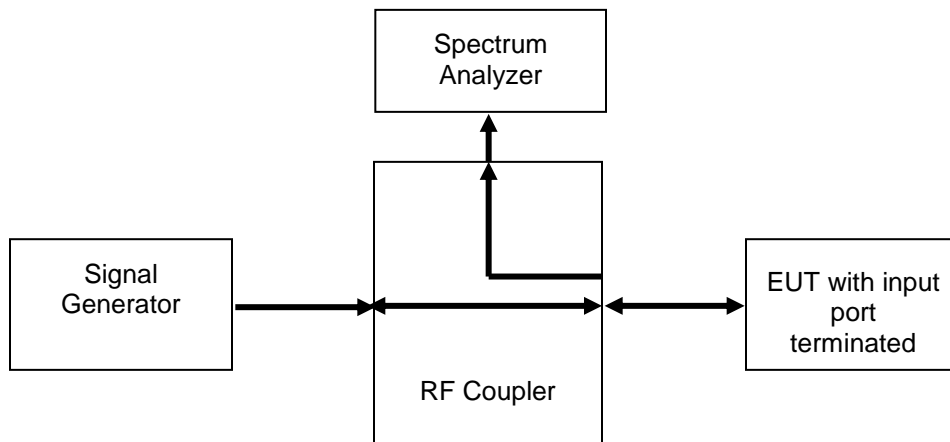 Spectrum
Analyzer
Signal
Generator
EUT with input
port
terminated
RF Coupler